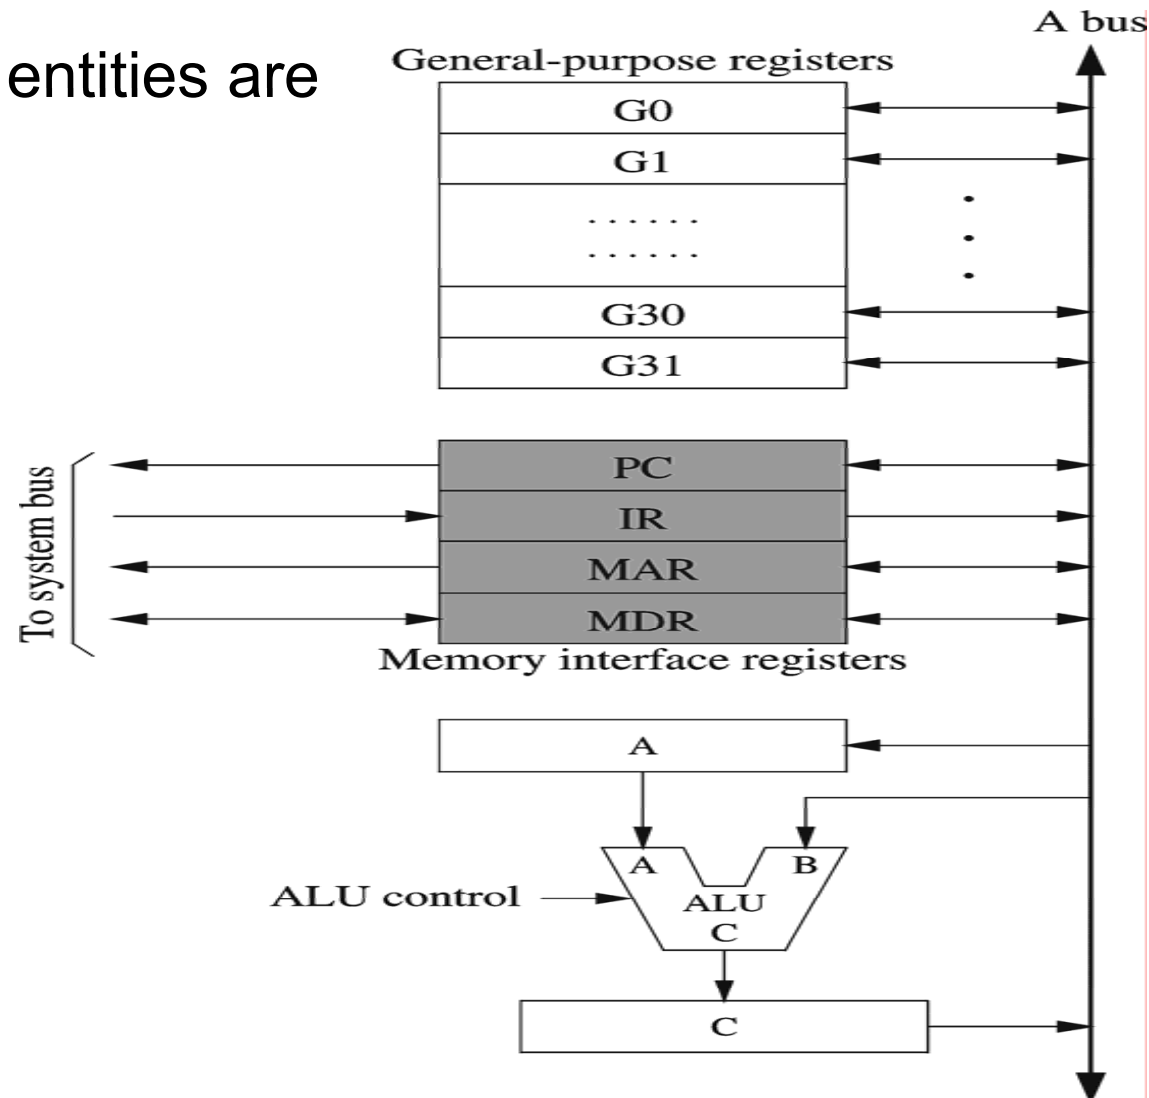 A bus
entities are
General-purpose registers
G0
G1
. . . . . .
. . . . . .
G30
G31
To system bus
PC
IR
MAR
MDR
Memory interface registers
A
A
B
ALU control
ALU
C
C